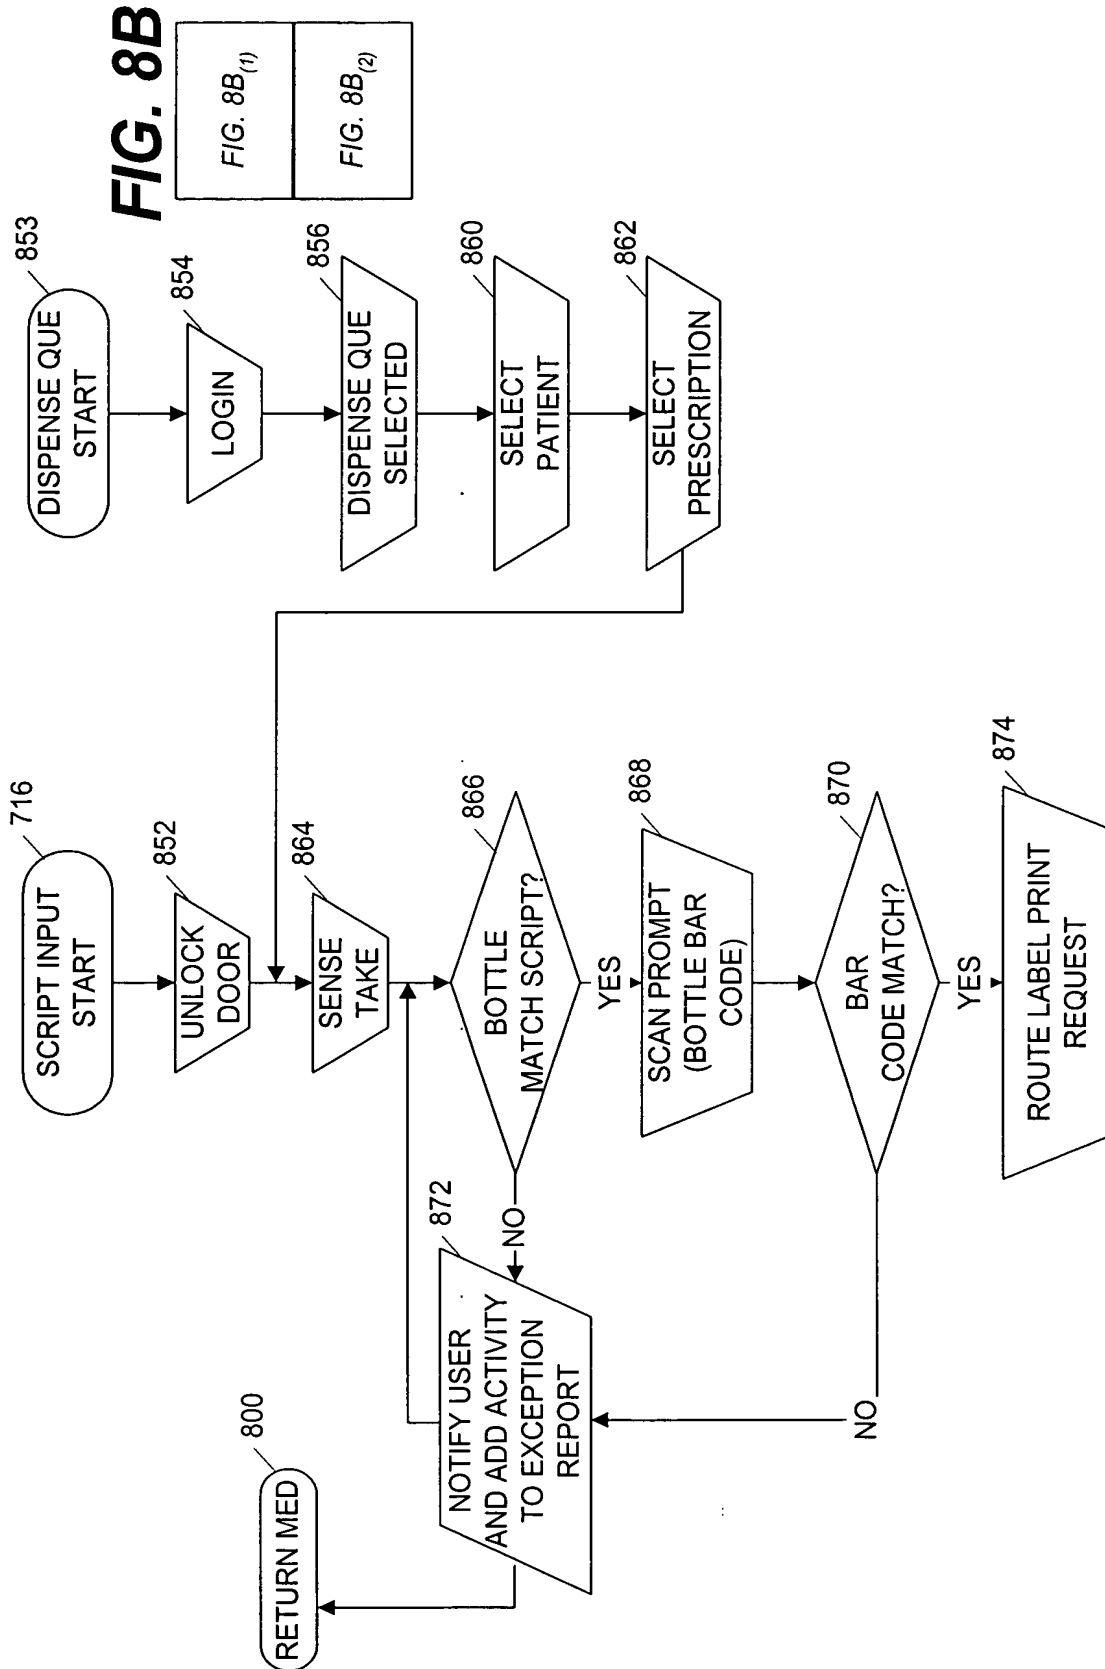 FIG. 8B
FIG. 8B(1)
FIG. 8B(2)
716
SCRIPT INPUT
START
852
UNLOCK
DOOR
853
DISPENSE QUE
START
854
LOGIN
856
DISPENSE QUE
SELECTED
860
SELECT
PATIENT
862
SELECT
PRESCRIPTION
864
SENSE
TAKE
866
BOTTLE
MATCH SCRIPT?
NO
YES
868
SCAN PROMPT
(BOTTLE BAR
CODE)
870
BAR
CODE MATCH?
NO
YES
872
NOTIFY USER
AND ADD ACTIVITY
TO EXCEPTION
REPORT
800
RETURN MED
874
ROUTE LABEL PRINT
REQUEST